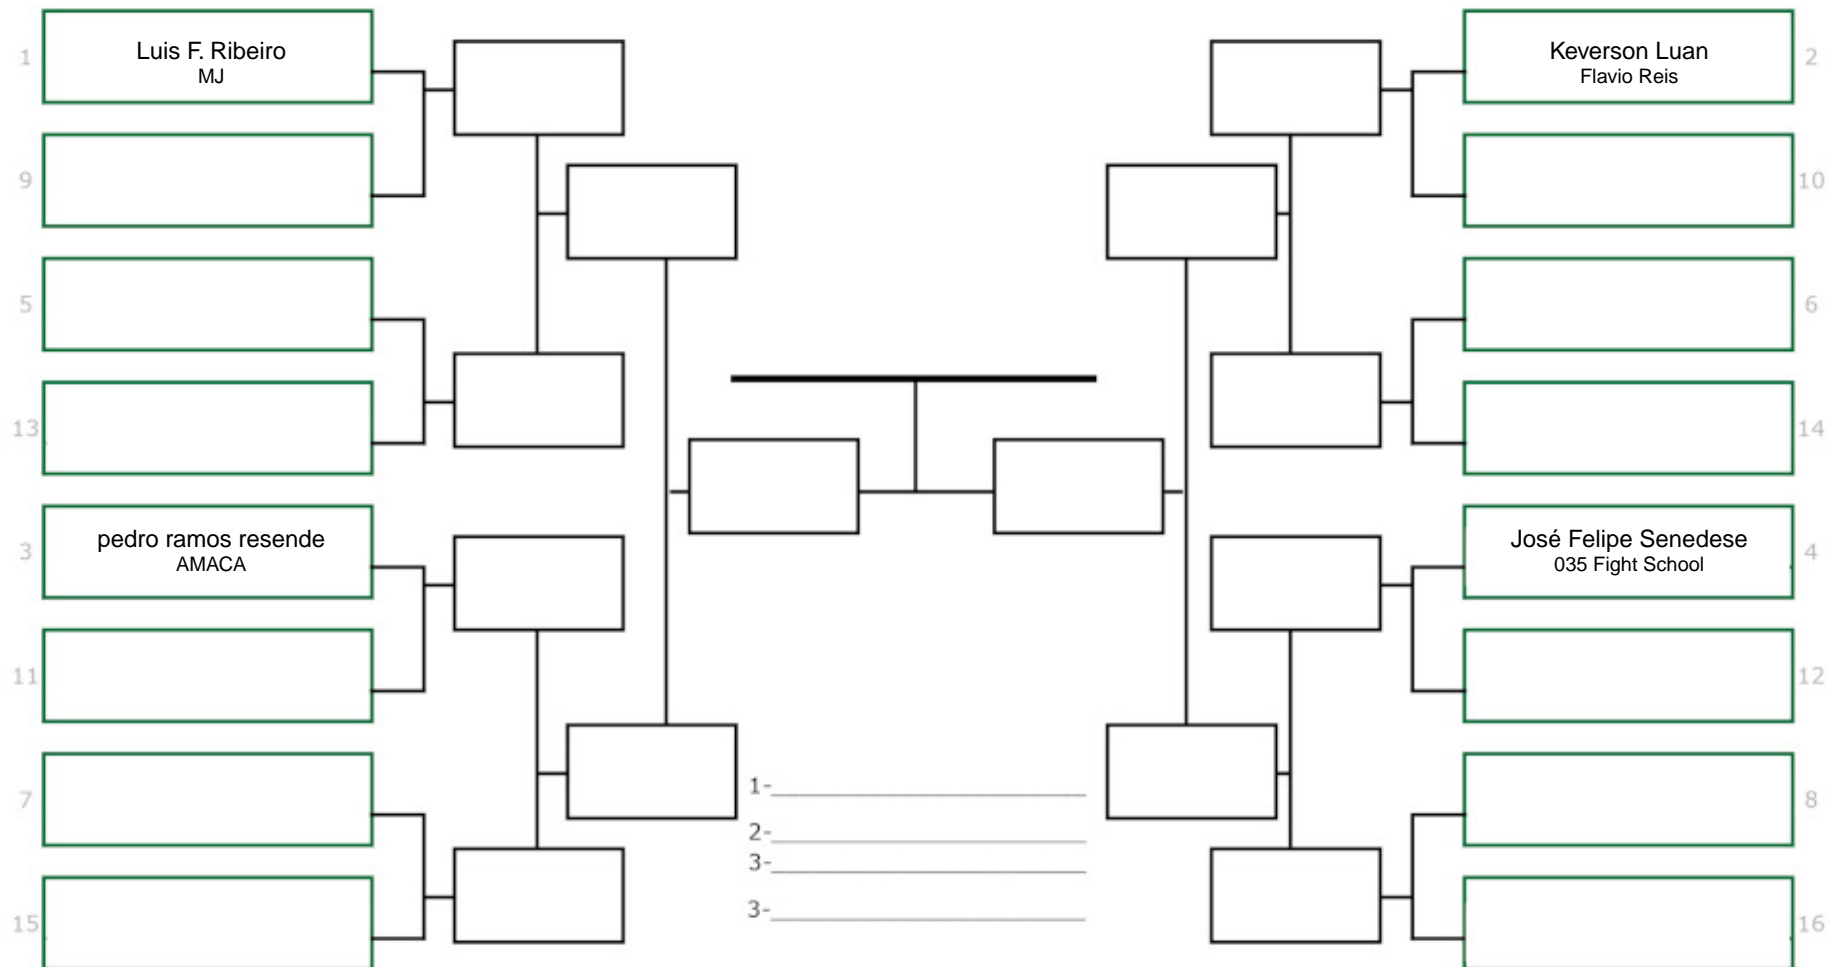 1
Luis F. Ribeiro
MJ
9
5
13
3
pedro ramos resende
AMACA
11
7
15
1-
2-
3-
3-
Keverson Luan
Flavio Reis
2
10
6
14
José Felipe Senedese
035 Fight School
4
12
8
16